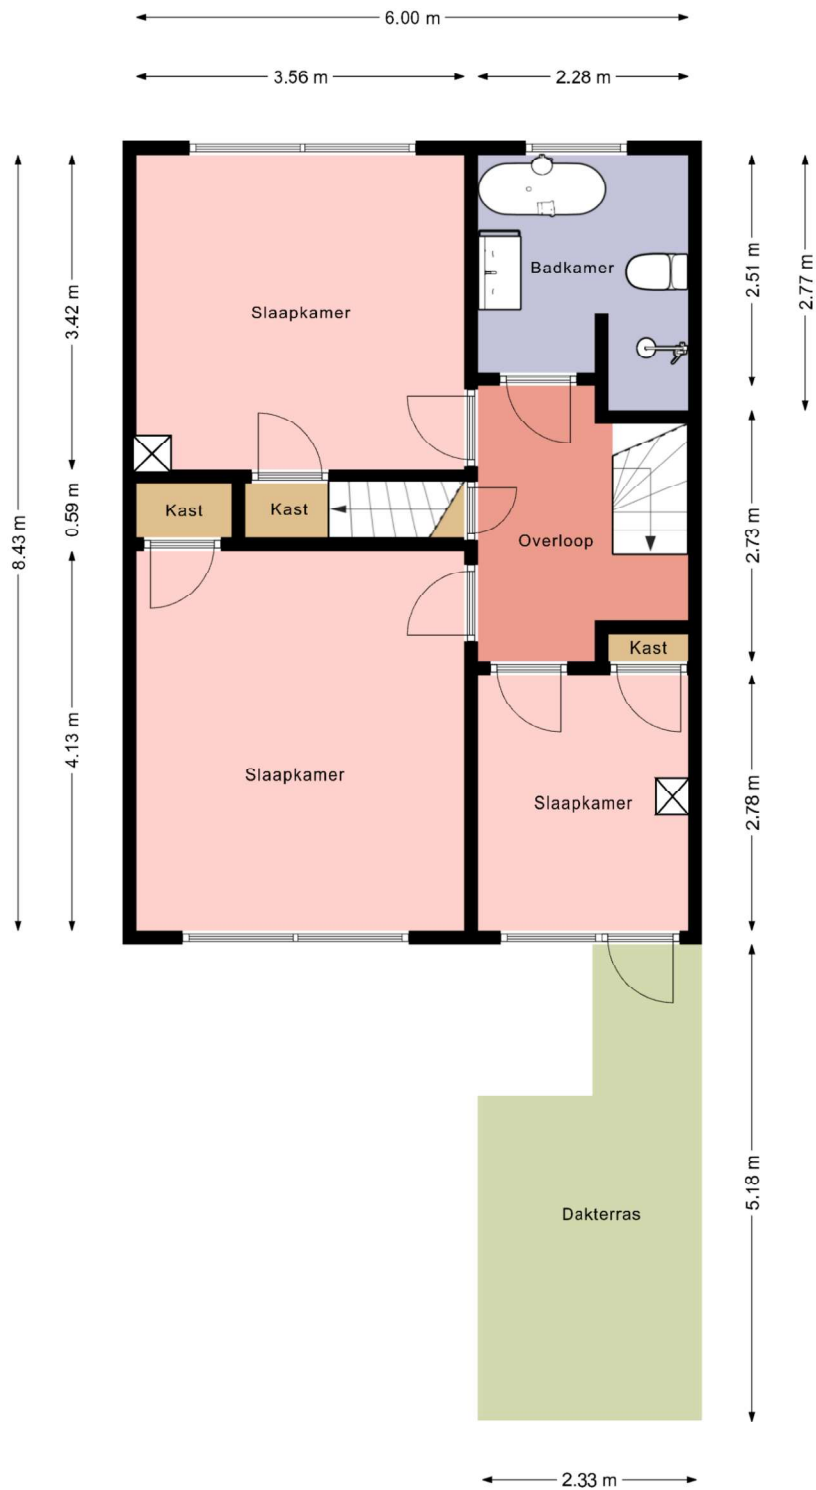 6.00 m
3.56 m
2.28 m
8.43 m
3.42 m
0.59 m
4.13 m
2.51 m
2.77 m
2.73 m
2.78 m
5.18 m
Badkamer
Slaapkamer
Kast
Kast
Overloop
Kast
Slaapkamer
Slaapkamer
Dakterras
2.33 m